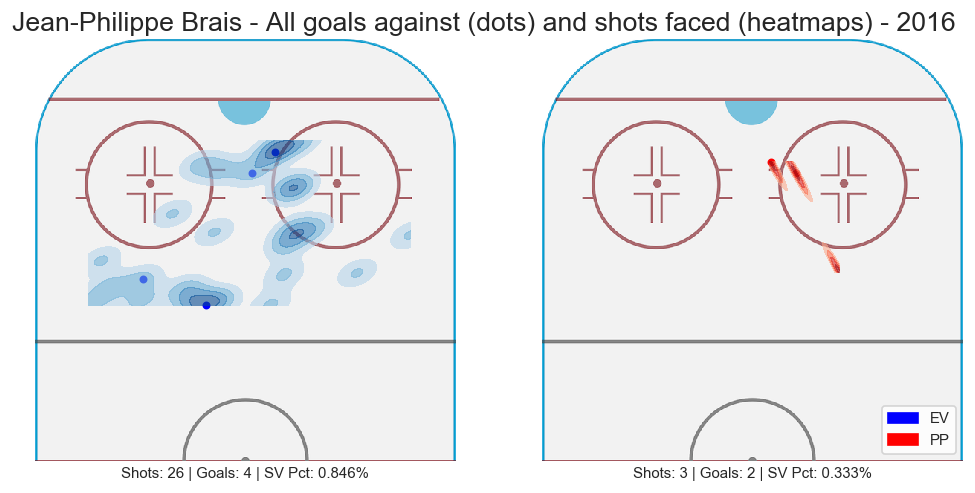 Jean-Philippe Brais - All goals against (dots) and shots faced (heatmaps) - 2016
EV
PP
Shots: 26 | Goals: 4 | SV Pct: 0.846%
Shots: 3 | Goals: 2 | SV Pct: 0.333%